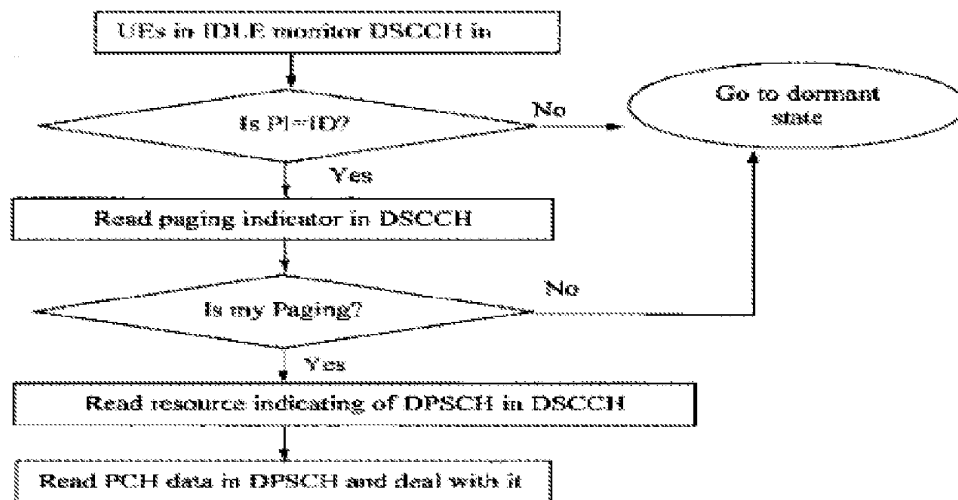 UEs in IDLE monitor DSCCH in
Is PI=ID?
No
Go to dormant
state
Yes
Read paging indicator in DSCCH
Is my Paging?
No
Yes
Read resource indicating of DPSCH in DSCCH
Read PCH data in DPSCH and deal with it